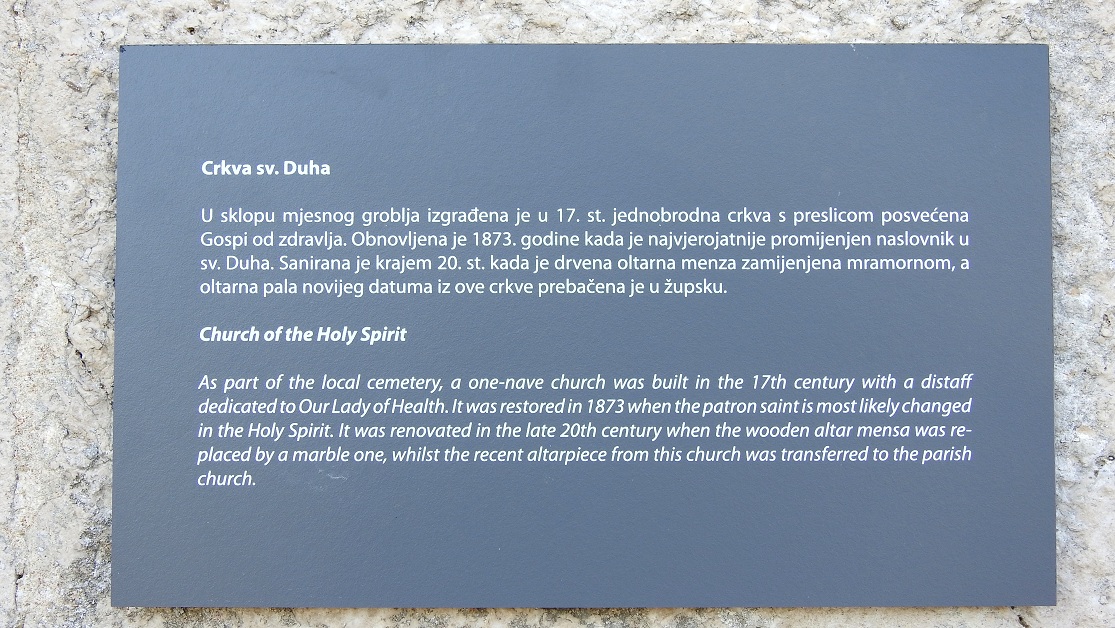 Crkva sv. Duha
U sklopu mjesnog groblja izgrađena je u 17. st. jednobrodna crkva s preslicom posvećena
Gospi od zdravlja. Obnovljena je 1873. godine kada je najvjerojatnije promijenjen naslovnik u
sv. Duha. Sanirana je krajem 20. st. kada je drvena oltarna menza zamijenjena mramornom, a
oltarna pala novijeg datuma iz ove crkve prebačena je u župsku.
Church of the Holy Spirit
As part of the local cemetery, a one-nave church was built in the 17th century with a distaff
dedicated to Our Lady of Health. It was restored in 1873 when the patron saint is most likely changed
in the Holy Spirit. It was renovated in the late 20th century when the wooden altar mensa was re-
placed by a marble one, whilst the recent altarpiece from this church was transferred to the parish
church.